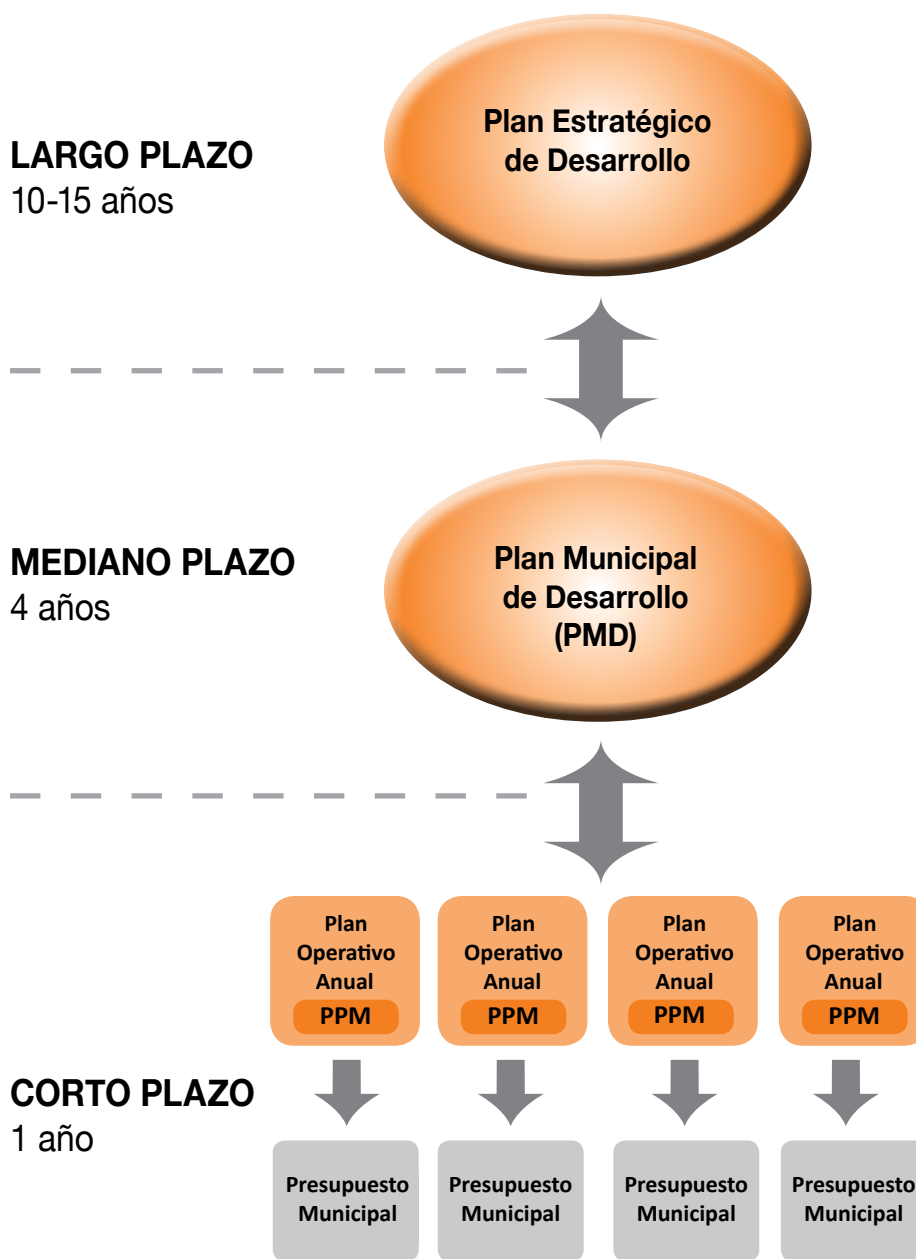 LARGO PLAZO
10-15 años
Plan Estratégico
de Desarrollo
MEDIANO PLAZO
4 años
Plan Municipal
de Desarrollo
(PMD)
Plan
Operativo
Anual
PPM
Plan
Operativo
Anual
PPM
Plan
Operativo
Anual
PPM
Plan
Operativo
Anual
PPM
CORTO PLAZO
1 año
Presupuesto
Municipal
Presupuesto
Municipal
Presupuesto
Municipal
Presupuesto
Municipal